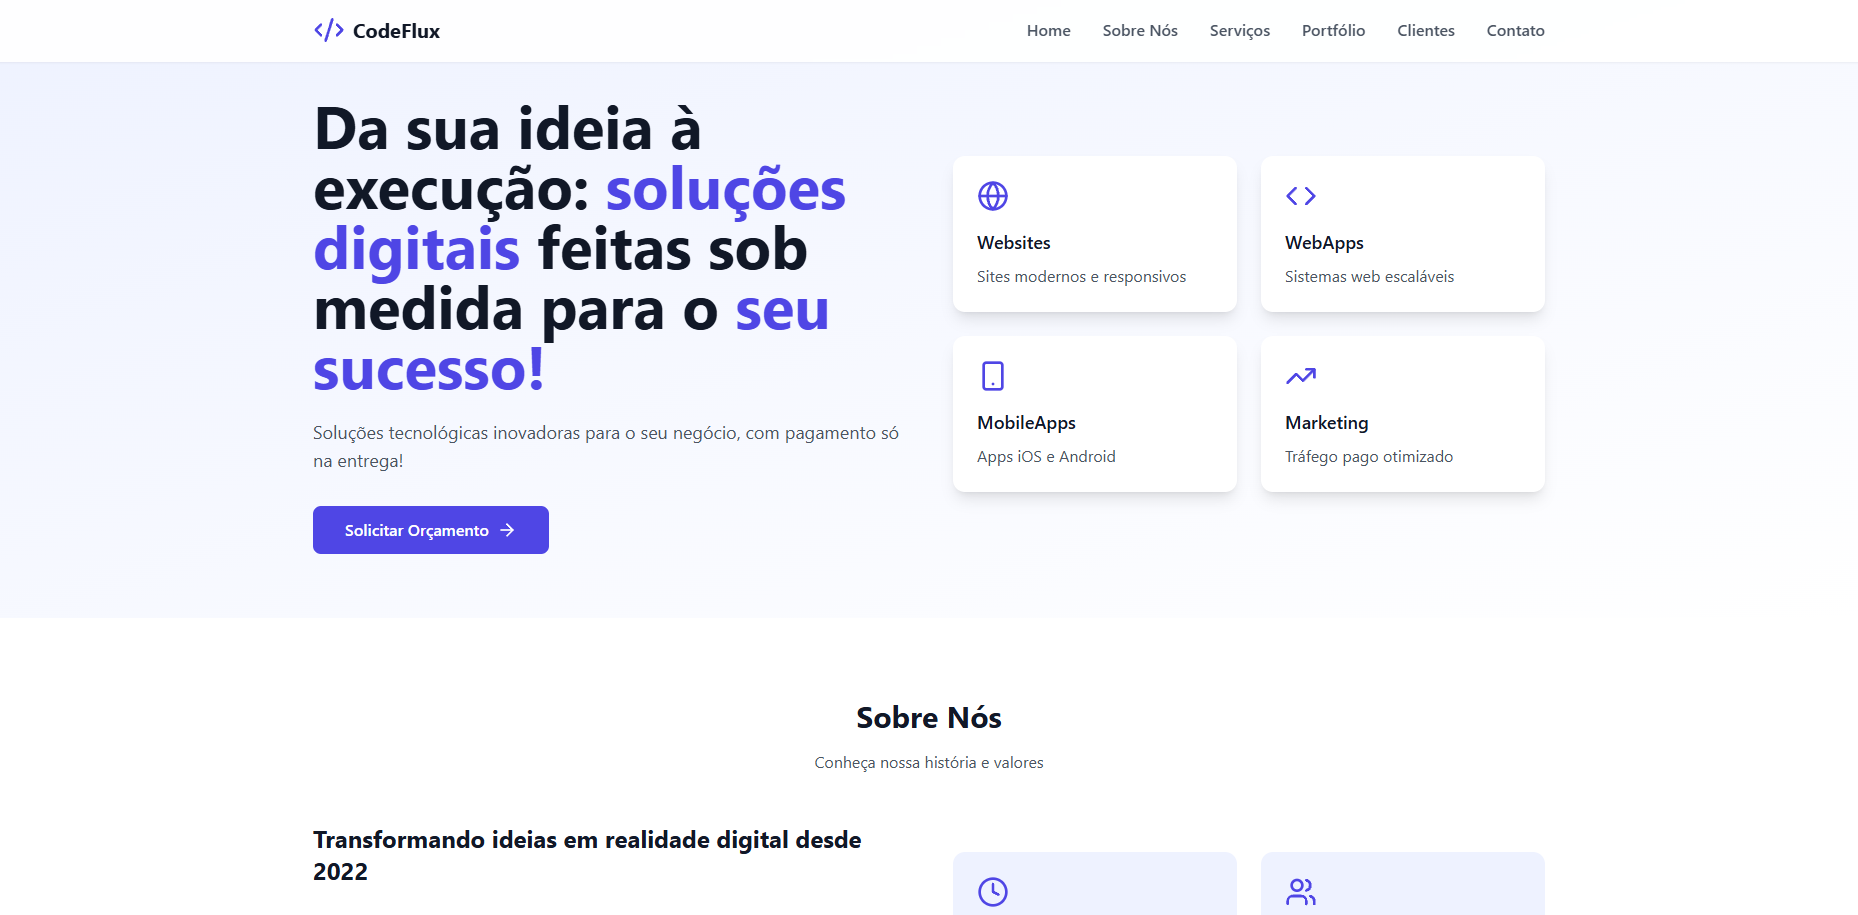 CodeFlux
Home
Sobre Nós
Serviços
Portfólio
Clientes
Contato
Da sua ideia à
execução: soluções
digitais feitas sob
medida para o seu
sucesso!
Soluções tecnológicas inovadoras para o seu negócio, com pagamento só
na entrega!
Solicitar Orçamento
Websites
Sites modernos e responsivos
WebApps
Sistemas web escaláveis
MobileApps
Apps iOS e Android
Marketing
Tráfego pago otimizado
Sobre Nós
Conheça nossa história e valores
Transformando ideias em realidade digital desde
2022